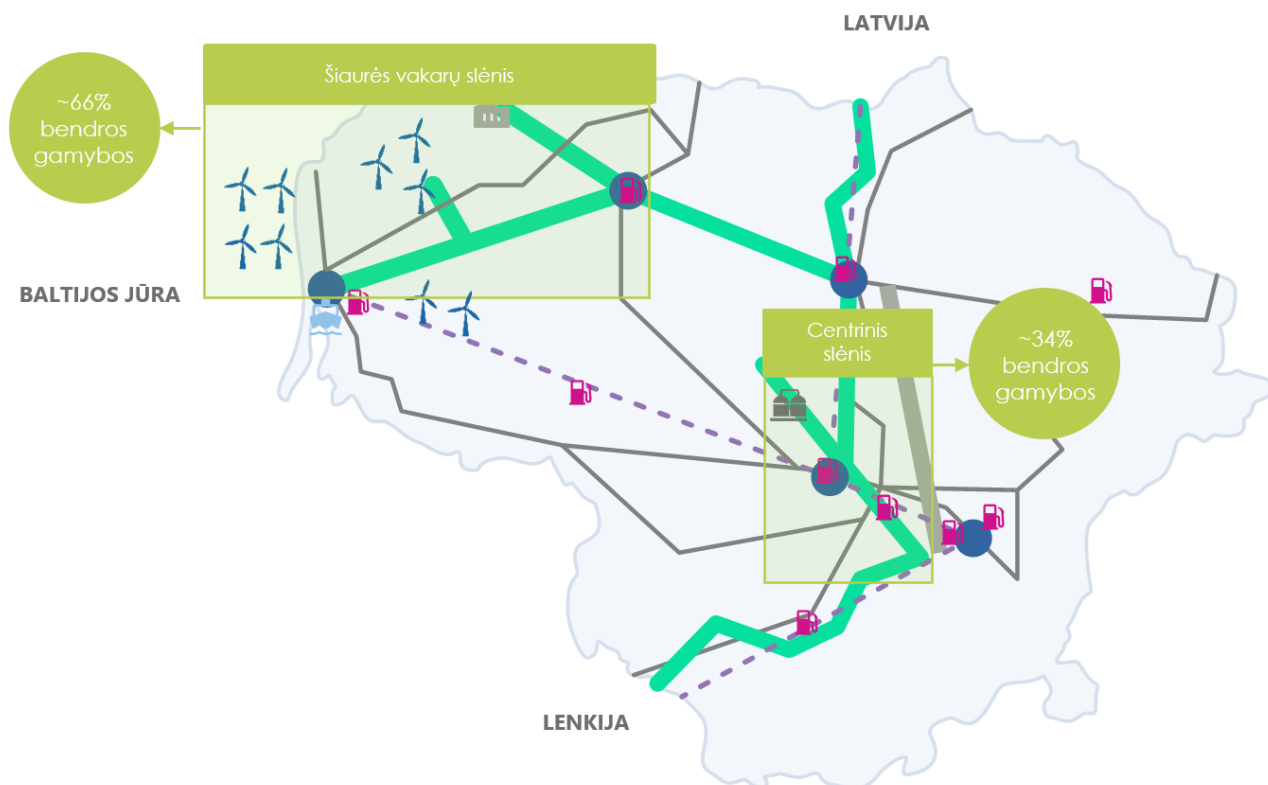 LATVIJA
Šiaurės vakarų slėnis
~66%
bendros
gamybos
BALTIJOS JŪRA
Centrinis
slėnis
~34%
bendros
gamybos
LENKIJA